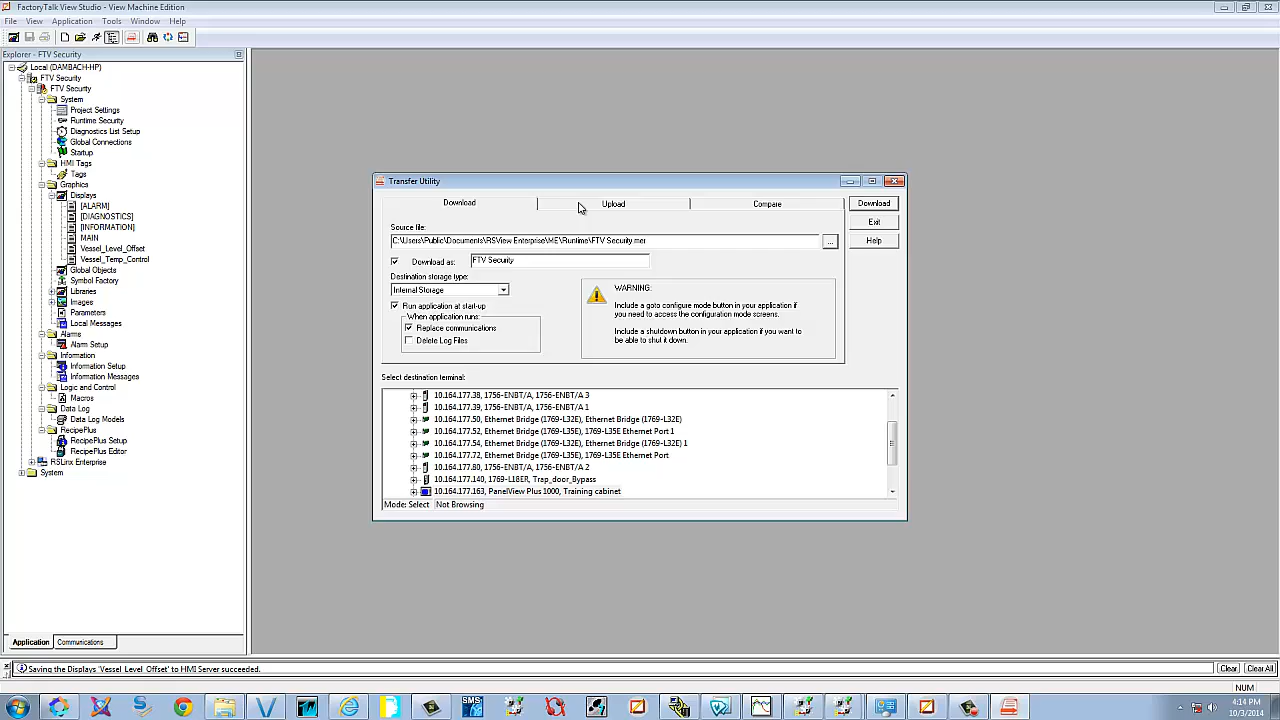 FactoryTalk View Studio - View Machine Edition
File View Application Tools Window Help
Explorer - FTV Security
Local (DAMBACH-HP)
FTV Security
FTV Security
System
Project Settings
Runtime Security
Diagnostics List Setup
Global Connections
Startup
HMI Tags
Tags
Graphics
Displays
[ALARM]
[DIAGNOSTICS]
[INFORMATION]
MAIN
Vessel_Level_Offset
Vessel_Temp_Control
Global Objects
Symbol Factory
Libraries
Images
Parameters
Local Messages
Alarms
Alarm Setup
Information
Information Setup
Information Messages
Logic and Control
Macros
Data Log
Data Log Models
RecipePlus
RecipePlus Setup
RecipePlus Editor
RSLinx Enterprise
System
Application Communications
Transfer Utility
Download Upload Compare
Download
Exit
Help
Source file:
C:\Users\Public\Documents\RSView Enterprise\ME\Runtime\FTV Security.mer
...
Download as: FTV Security
Destination storage type:
Internal Storage
Run application at start-up
When application runs:
Replace communications
Delete Log Files
WARNING:
Include a goto configure mode button in your application if
you need to access the configuration mode screens.
Include a shutdown button in your application if you want to
be able to shut it down.
Select destination terminal:
10.164.177.38, 1756-ENBT/A, 1756-ENBT/A 3
10.164.177.39, 1756-ENBT/A, 1756-ENBT/A 1
10.164.177.50, Ethernet Bridge (1769-L32E), Ethernet Bridge (1769-L32E)
10.164.177.52, Ethernet Bridge (1769-L35E), 1769-L35E Ethernet Port 1
10.164.177.54, Ethernet Bridge (1769-L32E), Ethernet Bridge (1769-L32E) 1
10.164.177.72, Ethernet Bridge (1769-L35E), 1769-L35E Ethernet Port
10.164.177.80, 1756-ENBT/A, 1756-ENBT/A 2
10.164.177.140, 1769-L18ER, Trap_door_Bypass
10.164.177.163, PanelView Plus 1000, Training cabinet
Mode: Select Not Browsing
Saving the Displays 'Vessel_Level_Offset' to HMI Server succeeded.
Clear Clear All
NUM
SMS
4:14 PM
10/3/2014